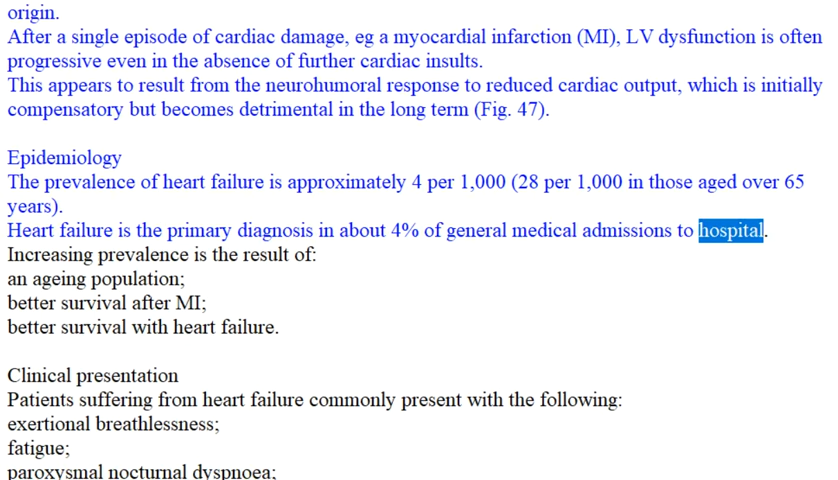 origin.
After a single episode of cardiac damage, eg a myocardial infarction (MI), LV dysfunction is often
progressive even in the absence of further cardiac insults.
This appears to result from the neurohumoral response to reduced cardiac output, which is initially
compensatory but becomes detrimental in the long term (Fig. 47).
Epidemiology
The prevalence of heart failure is approximately 4 per 1,000 (28 per 1,000 in those aged over 65
years).
Heart failure is the primary diagnosis in about 4% of general medical admissions to hospital.
Increasing prevalence is the result of:
an ageing population;
better survival after MI;
better survival with heart failure.
Clinical presentation
Patients suffering from heart failure commonly present with the following:
exertional breathlessness;
fatigue;
paroxysmal nocturnal dyspnoea;